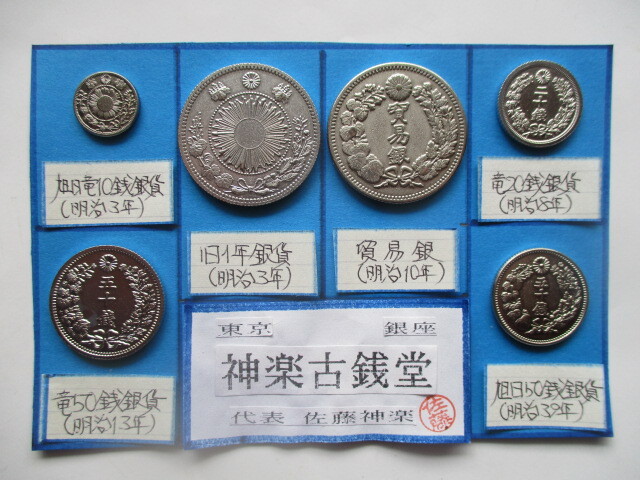 旭日竜10銭銀貨
(明治3年)
旧1年銀貨
(明治3年)
貿易銀
貿易銀
(明治10年)
二十銭
竜20銭銀貨
(明治18年)
五十銭
竜50銭銀貨
(明治13年)
東京 銀座
神楽古銭堂
代表 佐藤神楽
佐藤
五十銭
旭日50銭銀貨
(明治39年)